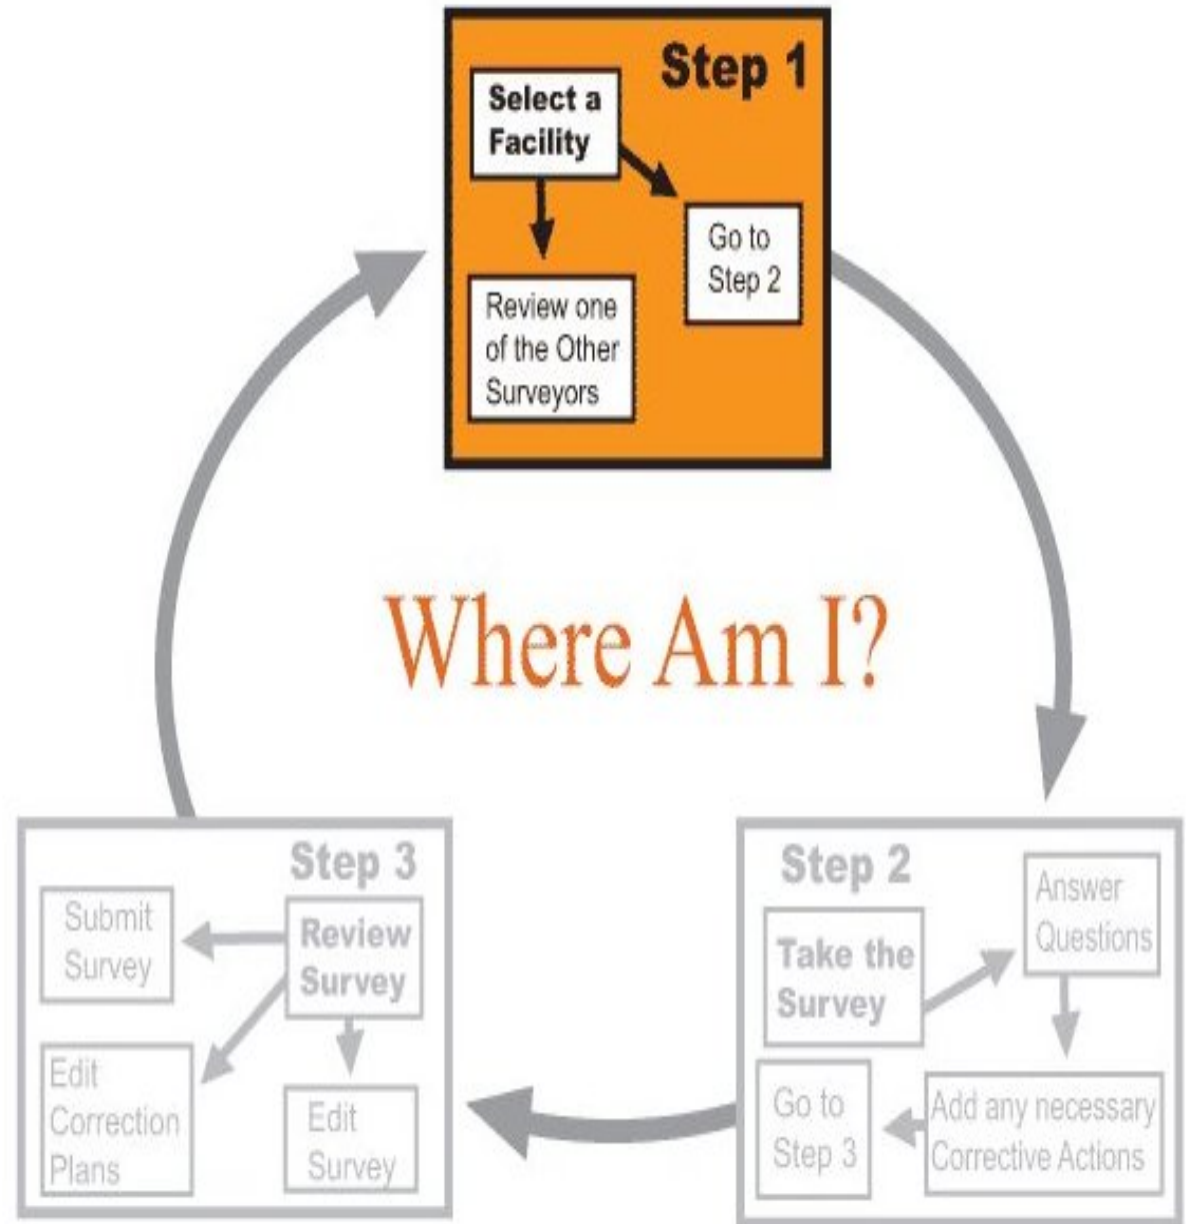 Step 1
Select a
Facility
Go to
Step 2
Review one
of the Other
Surveyors
Where Am I?
Step 2
Take the
Survey
Answer
Questions
Add any necessary
Corrective Actions
Go to
Step 3
Step 3
Review
Survey
Submit
Survey
Edit
Correction
Plans
Edit
Survey